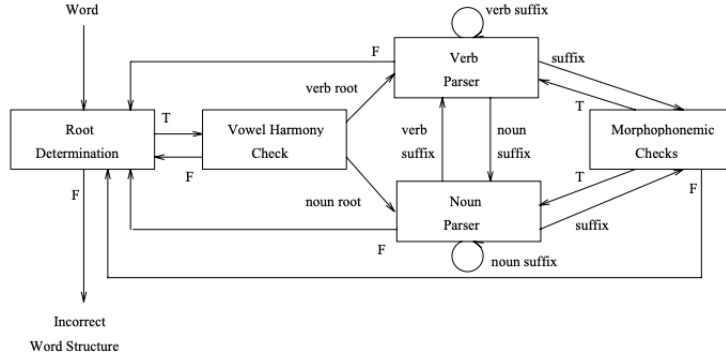 Word
verb suffix
F
Verb
Parser
suffix
verb root
T
Root
Determination
T
F
Vowel Harmony
Check
verb
suffix
noun
suffix
Morphophonemic
Checks
F
noun root
Noun
Parser
T
F
suffix
F
noun suffix
Incorrect
Word Structure